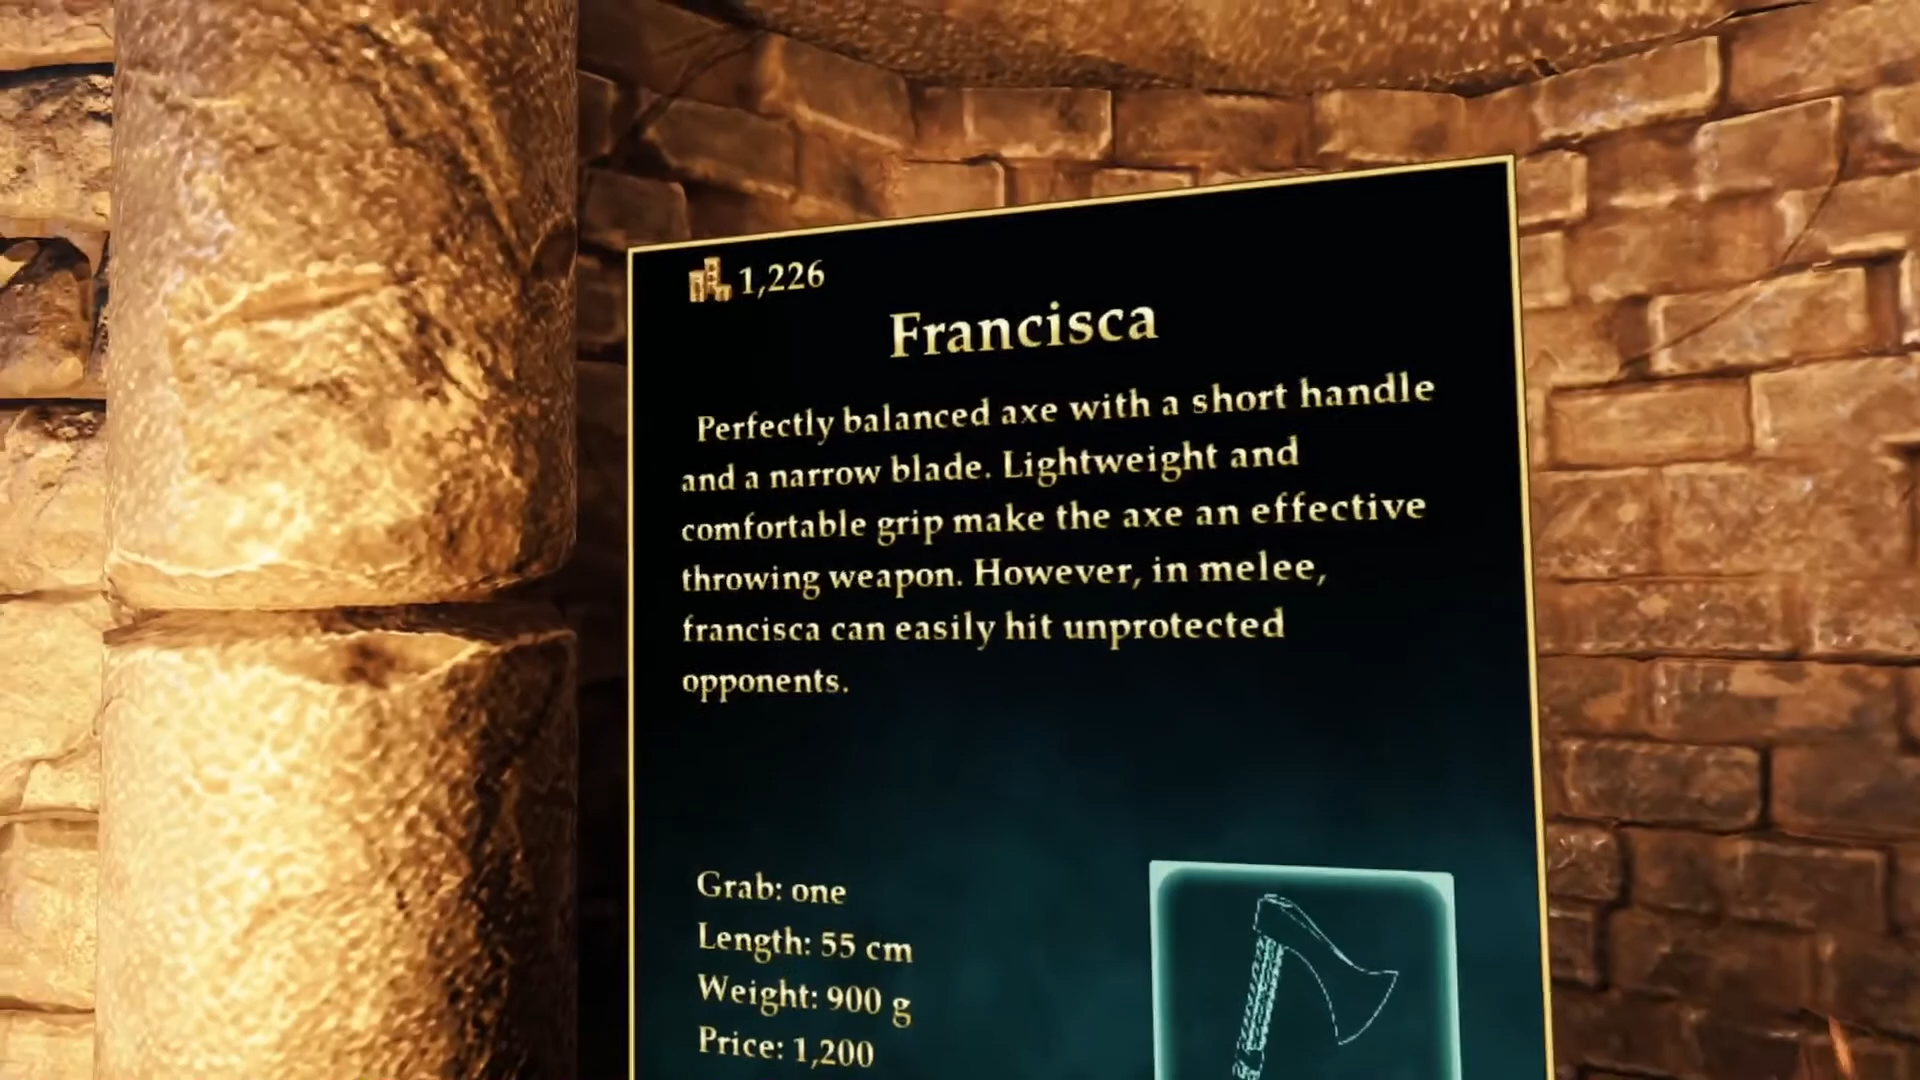 1,226
Francisca
Perfectly balanced axe with a short handle
and a narrow blade. Lightweight and
comfortable grip make the axe an effective
throwing weapon. However, in melee,
francisca can easily hit unprotected
opponents.
Grab: one
Length: 55 cm
Weight: 900 g
Price: 1,200